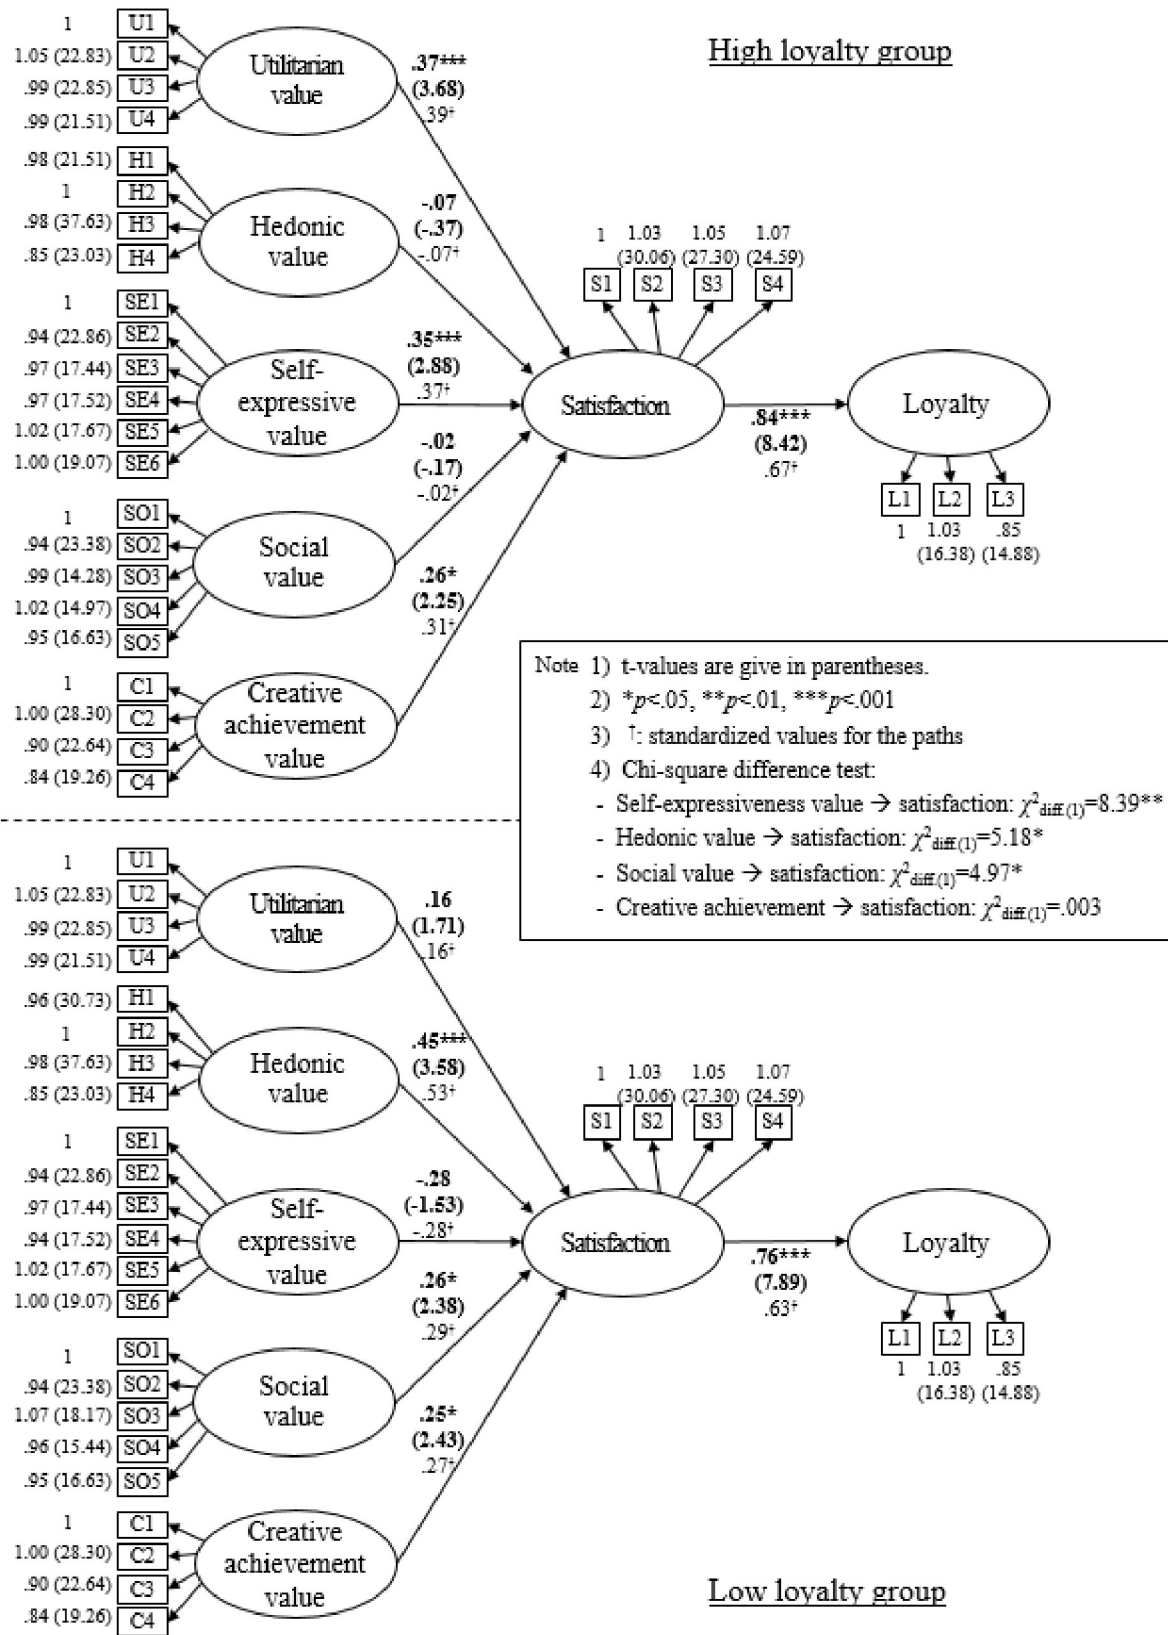 High loyalty group
1 U1
1.05 (22.83) U2
.99 (22.85) U3
.99 (21.51) U4
Utilitarian
value
.37***
(3.68)
.39†
.98 (21.51) H1
1 H2
.98 (37.63) H3
.85 (23.03) H4
Hedonic
value
-.07
(-.37)
-.07†
1 SE1
.94 (22.86) SE2
.97 (17.44) SE3
.97 (17.52) SE4
1.02 (17.67) SE5
1.00 (19.07) SE6
Self-
expressive
value
.35***
(2.88)
.37†
1 SO1
.94 (23.38) SO2
.99 (14.28) SO3
1.02 (14.97) SO4
.95 (16.63) SO5
Social
value
-.02
(-.17)
-.02†
1 C1
1.00 (28.30) C2
.90 (22.64) C3
.84 (19.26) C4
Creative
achievement
value
.26*
(2.25)
.31†
1 1.03 1.05 1.07
(30.06) (27.30) (24.59)
S1 S2 S3 S4
Satisfaction
.84***
(8.42)
.67†
Loyalty
L1 L2 L3
1 1.03 .85
(16.38) (14.88)
Note 1) t-values are give in parentheses.
2) *p<.05, **p<.01, ***p<.001
3) †: standardized values for the paths
4) Chi-square difference test:
- Self-expressiveness value → satisfaction: χ²diff.(1)=8.39**
- Hedonic value → satisfaction: χ²diff.(1)=5.18*
- Social value → satisfaction: χ²diff.(1)=4.97*
- Creative achievement → satisfaction: χ²diff.(1)=.003
1 U1
1.05 (22.83) U2
.99 (22.85) U3
.99 (21.51) U4
Utilitarian
value
.16
(1.71)
.16†
.96 (30.73) H1
1 H2
.98 (37.63) H3
.85 (23.03) H4
Hedonic
value
.45***
(3.58)
.53†
1 SE1
.94 (22.86) SE2
.97 (17.44) SE3
.94 (17.52) SE4
1.02 (17.67) SE5
1.00 (19.07) SE6
Self-
expressive
value
-.28
(-1.53)
-.28†
1 SO1
.94 (23.38) SO2
1.07 (18.17) SO3
.96 (15.44) SO4
.95 (16.63) SO5
Social
value
.26*
(2.38)
.29†
1 C1
1.00 (28.30) C2
.90 (22.64) C3
.84 (19.26) C4
Creative
achievement
value
.25*
(2.43)
.27†
1 1.03 1.05 1.07
(30.06) (27.30) (24.59)
S1 S2 S3 S4
Satisfaction
.76***
(7.89)
.63†
Loyalty
L1 L2 L3
1 1.03 .85
(16.38) (14.88)
Low loyalty group